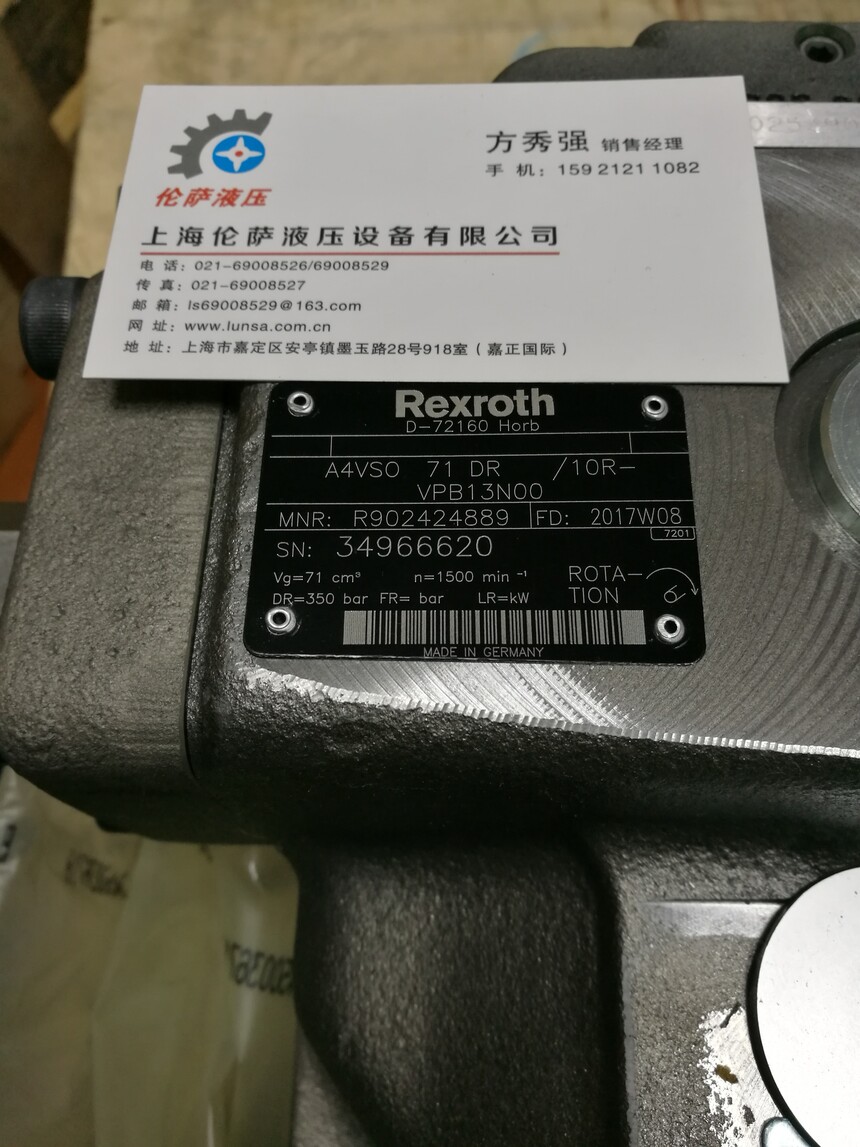 方秀强 销售经理
手 机：159 2121 1082
伦萨液压
上海伦萨液压设备有限公司
电 话：021-69008526/69008529
传 真：021-69008527
邮 箱：ls69008529@163.com
网 址：www.lunsa.com.cn
地 址：上海市嘉定区安亭镇墨玉路28号918室（嘉正国际）
Rexroth
D-72160 Horb
A4VSO 71 DR /10R-
VPB13N00
MNR: R902424889 FD: 2017W08
7201
SN: 34966620
Vg=71 cm³ n=1500 min⁻¹ ROTA-
DR=350 bar FR= bar LR=kW TION
MADE IN GERMANY